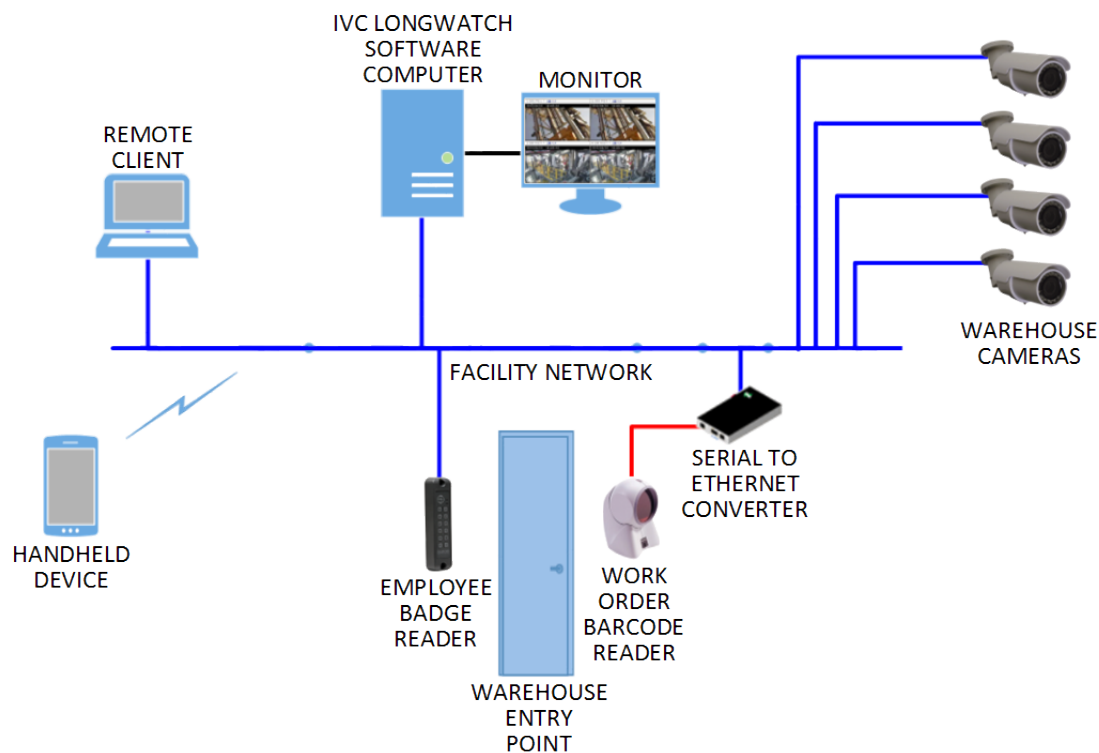 IVC LONGWATCH
SOFTWARE
COMPUTER
MONITOR
REMOTE
CLIENT
WAREHOUSE
CAMERAS
FACILITY NETWORK
SERIAL TO
ETHERNET
CONVERTER
HANDHELD
DEVICE
EMPLOYEE
BADGE
READER
WORK
ORDER
BARCODE
READER
WAREHOUSE
ENTRY
POINT